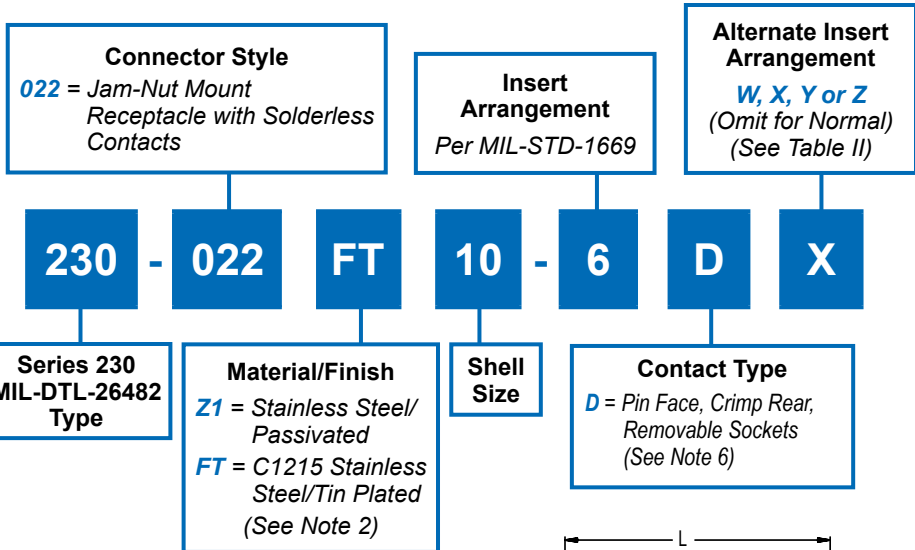 Connector Style
022 = Jam-Nut Mount
Receptacle with Solderless
Contacts
Insert
Arrangement
Per MIL-STD-1669
Alternate Insert
Arrangement
W, X, Y or Z
(Omit for Normal)
(See Table II)
230 - 022 FT 10 - 6 D X
Series 230
MIL-DTL-26482
Type
Material/Finish
Z1 = Stainless Steel/
Passivated
FT = C1215 Stainless
Steel/Tin Plated
(See Note 2)
Shell
Size
Contact Type
D = Pin Face, Crimp Rear,
Removable Sockets
(See Note 6)
L